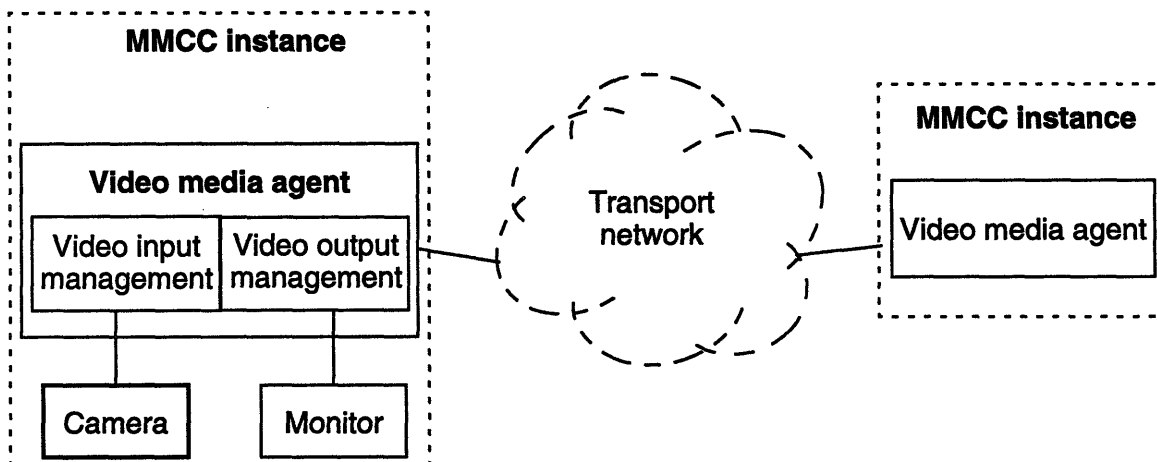 MMCC instance
Video media agent
Video input
management
Video output
management
Camera
Monitor
Transport
network
MMCC instance
Video media agent